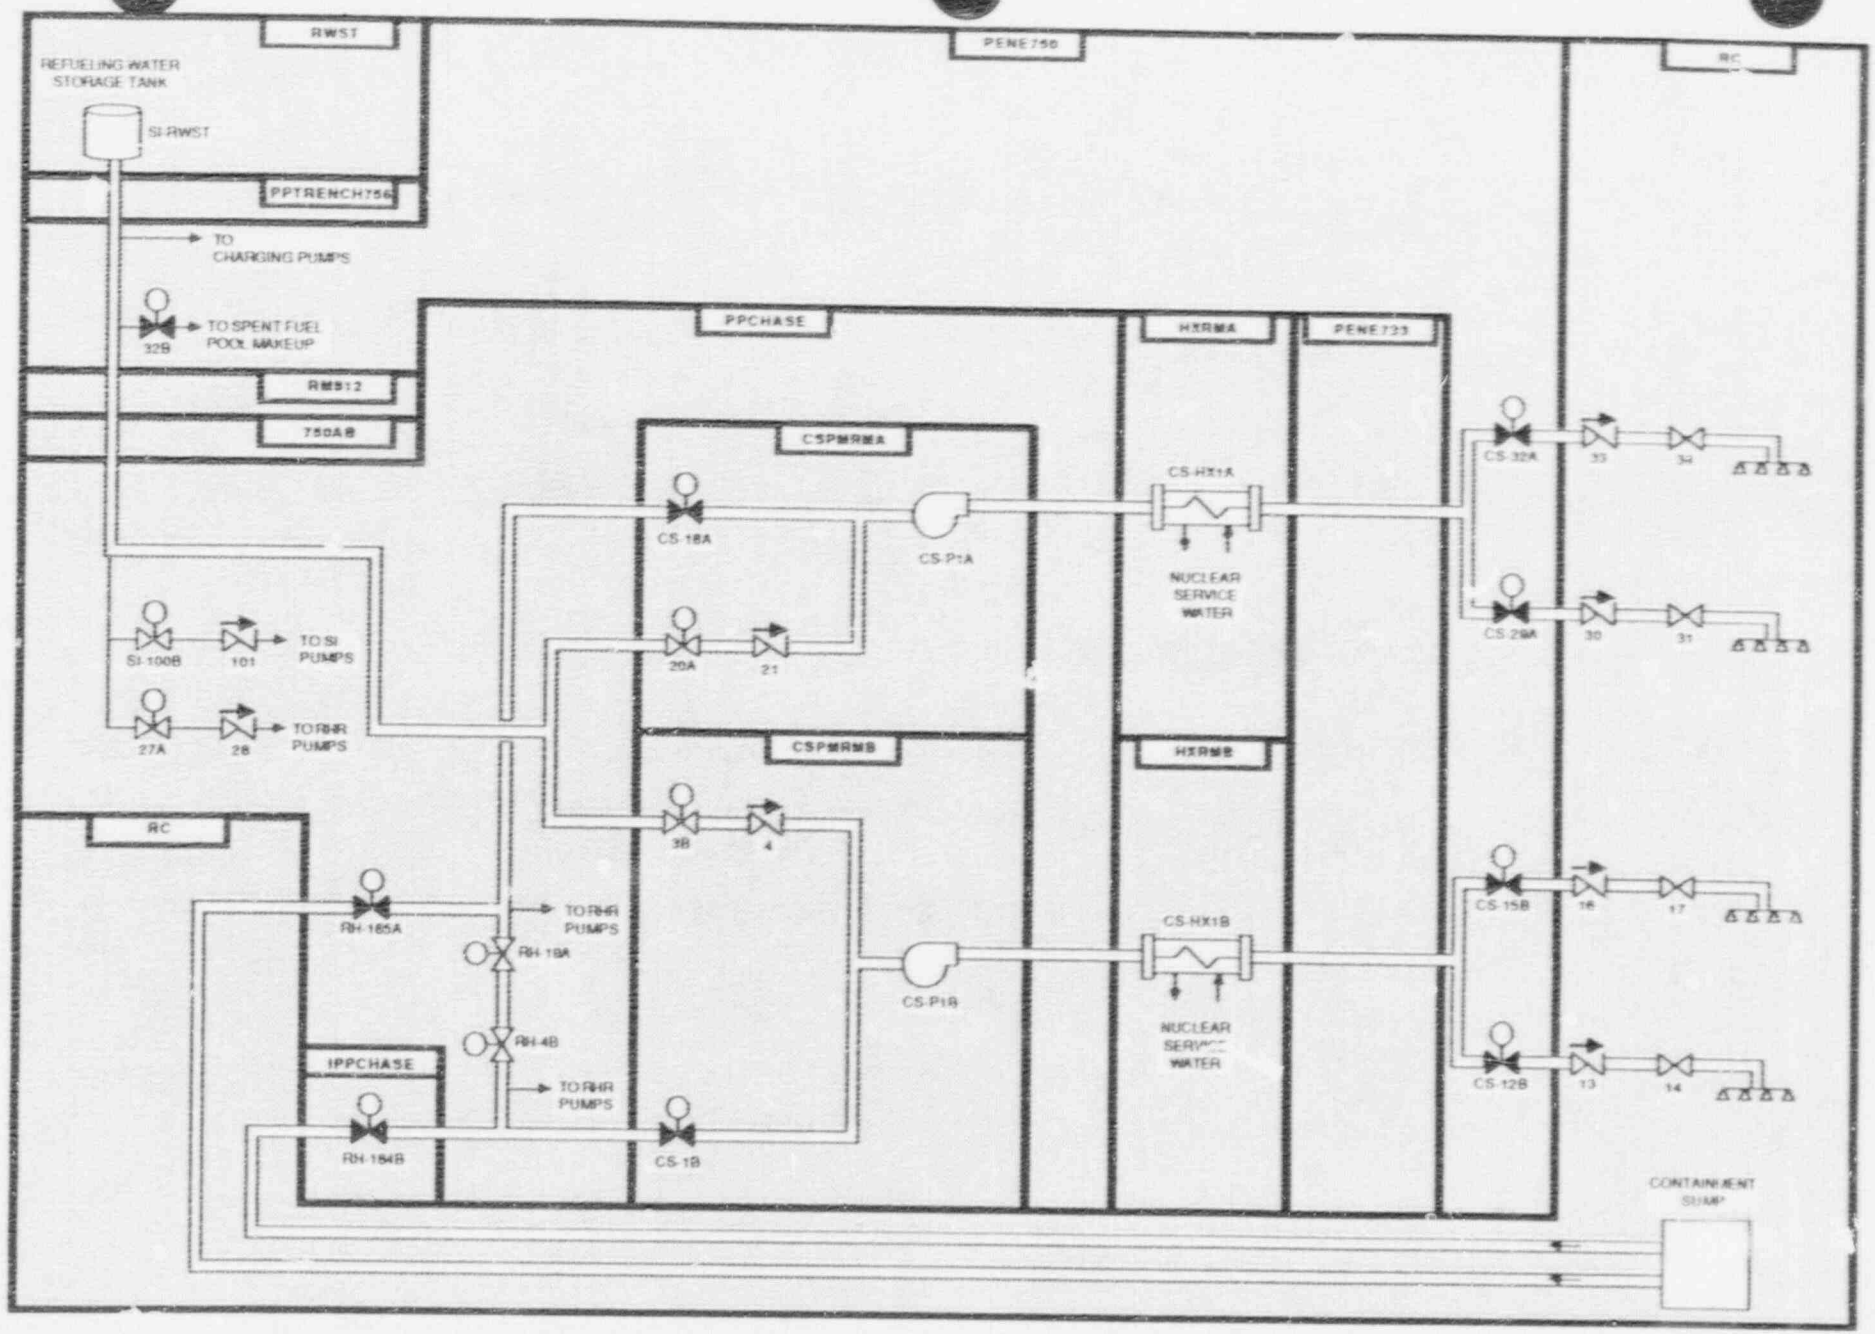 RWST
PENE750
RC
REFUELING WATER
STORAGE TANK
SI-RWST
PPTRENCH756
TO
CHARGING PUMPS
32B
TO SPENT FUEL
POOL MAKEUP
PPCHASE
HXRMA
PENE733
750AB
CSPMRMA
CS-32A
33
34
CS-HX1A
CS-18A
CS-P1A
NUCLEAR
SERVICE
WATER
CS-29A
30
31
SI-100B
101
TO SI
PUMPS
20A
21
27A
28
TO RHR
PUMPS
CSPMRMB
HXRMB
RC
3B
4
CS-15B
16
17
RH-185A
TO RHR
PUMPS
CS-HX1B
RH-19A
CS-P1B
NUCLEAR
SERVICE
WATER
RH-4B
IPPCHASE
CS-12B
13
14
TO RHR
PUMPS
RH-184B
CS-1B
CONTAINMENT
SUMP